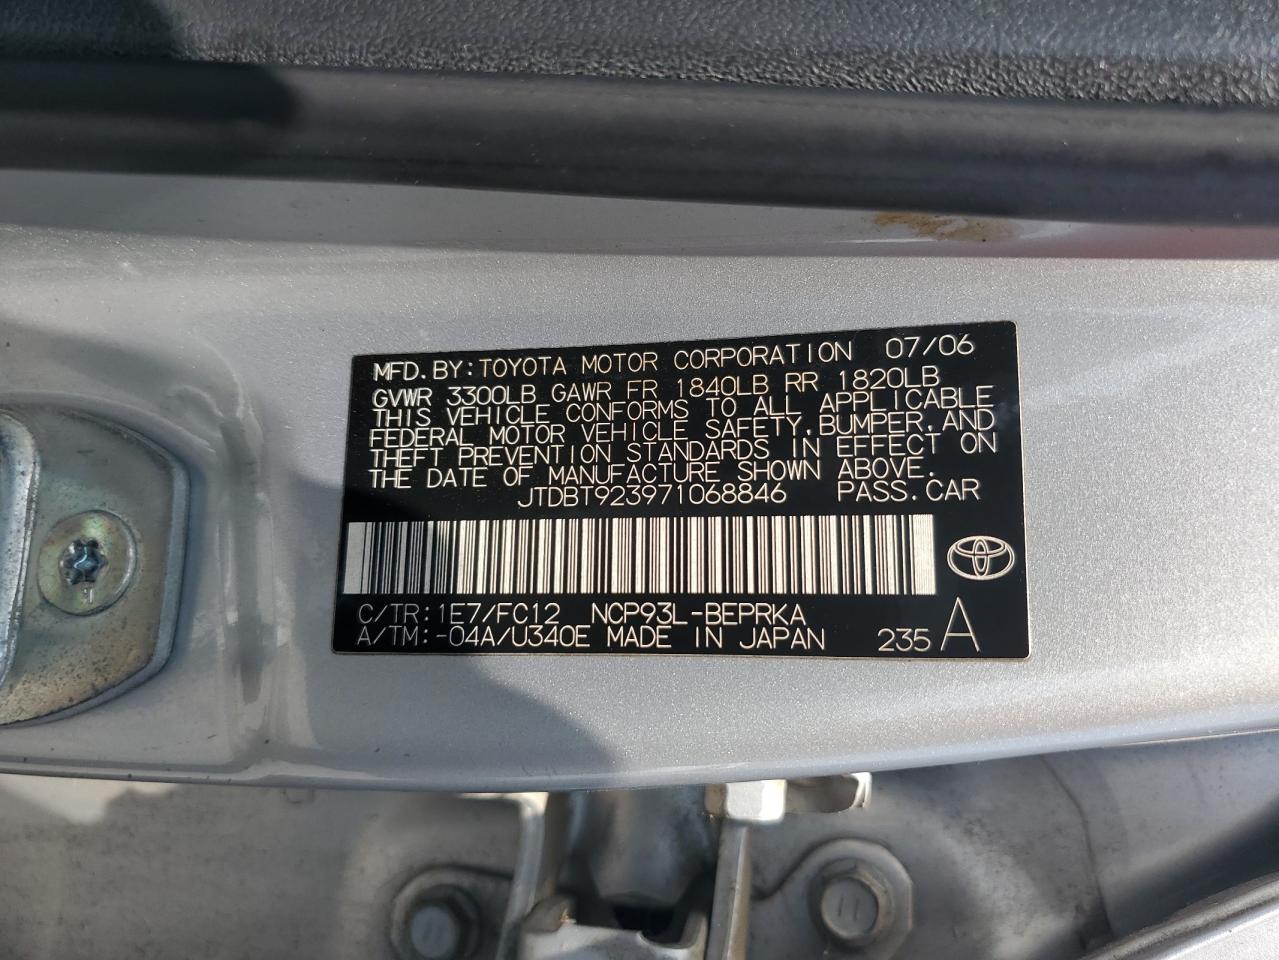 MFD.BY:TOYOTA MOTOR CORPORATION 07/06
GVWR 3300LB GAWR FR 1840LB RR 1820LB
THIS VEHICLE CONFORMS TO ALL APPLICABLE
FEDERAL MOTOR VEHICLE SAFETY,BUMPER,AND
THEFT PREVENTION STANDARDS IN EFFECT ON
THE DATE OF MANUFACTURE SHOWN ABOVE.
JTDBT923971068846 PASS.CAR
C/TR:1E7/FC12 NCP93L-BEPRKA
A/TM:-04A/U340E MADE IN JAPAN 235 A